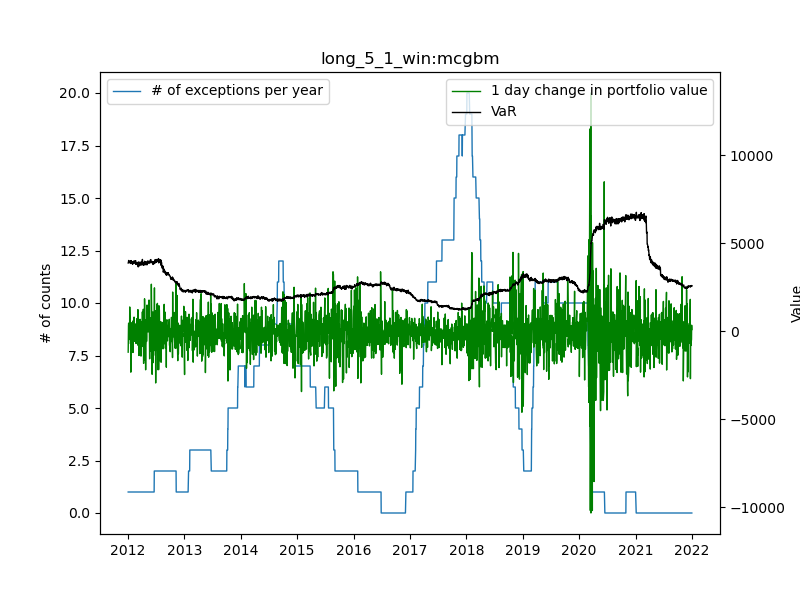 long_5_1_win:mcgbm
# of exceptions per year
1 day change in portfolio value
VaR
20.0
17.5
15.0
12.5
10.0
7.5
5.0
2.5
0.0
# of counts
10000
5000
0
−5000
−10000
Value
2012 2013 2014 2015 2016 2017 2018 2019 2020 2021 2022